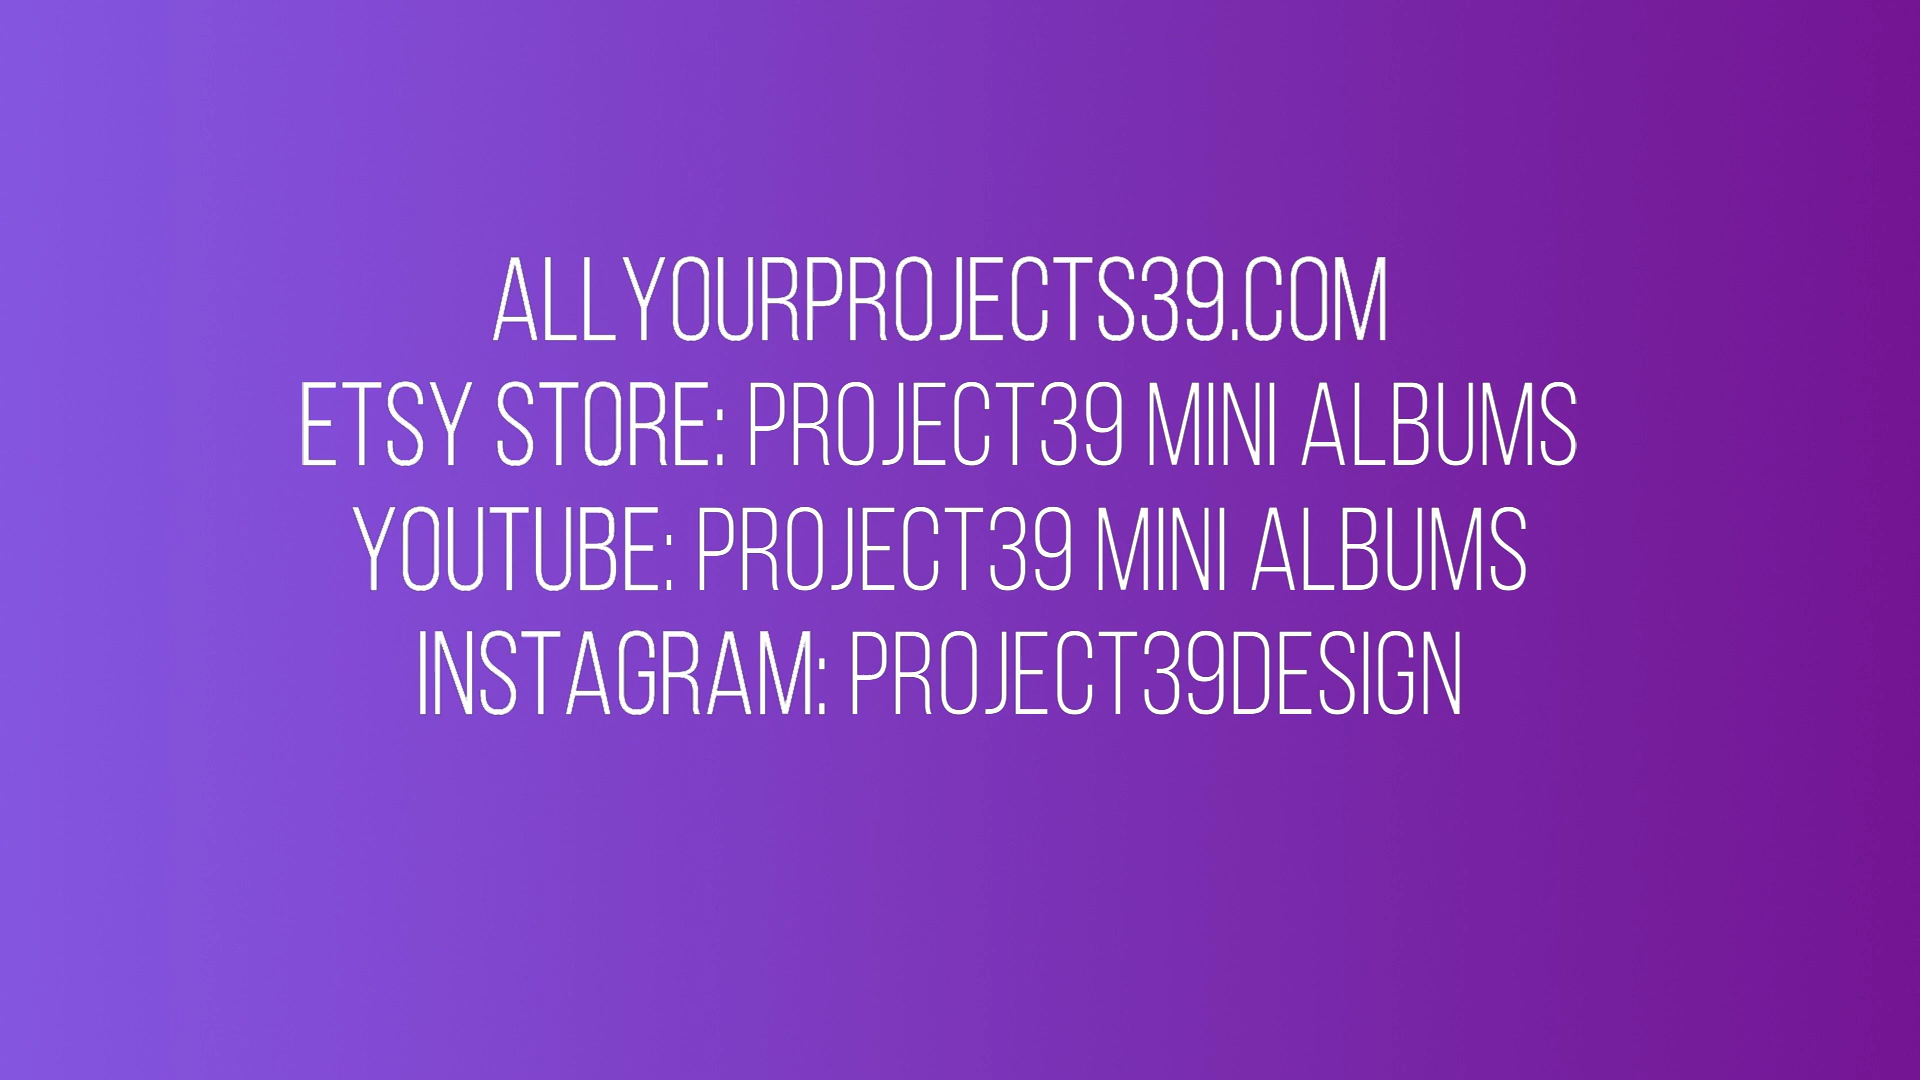 ALLYOURPROJECTS39.COM
ETSY STORE: PROJECT39 MINI ALBUMS
YOUTUBE: PROJECT39 MINI ALBUMS
INSTAGRAM: PROJECT39DESIGN